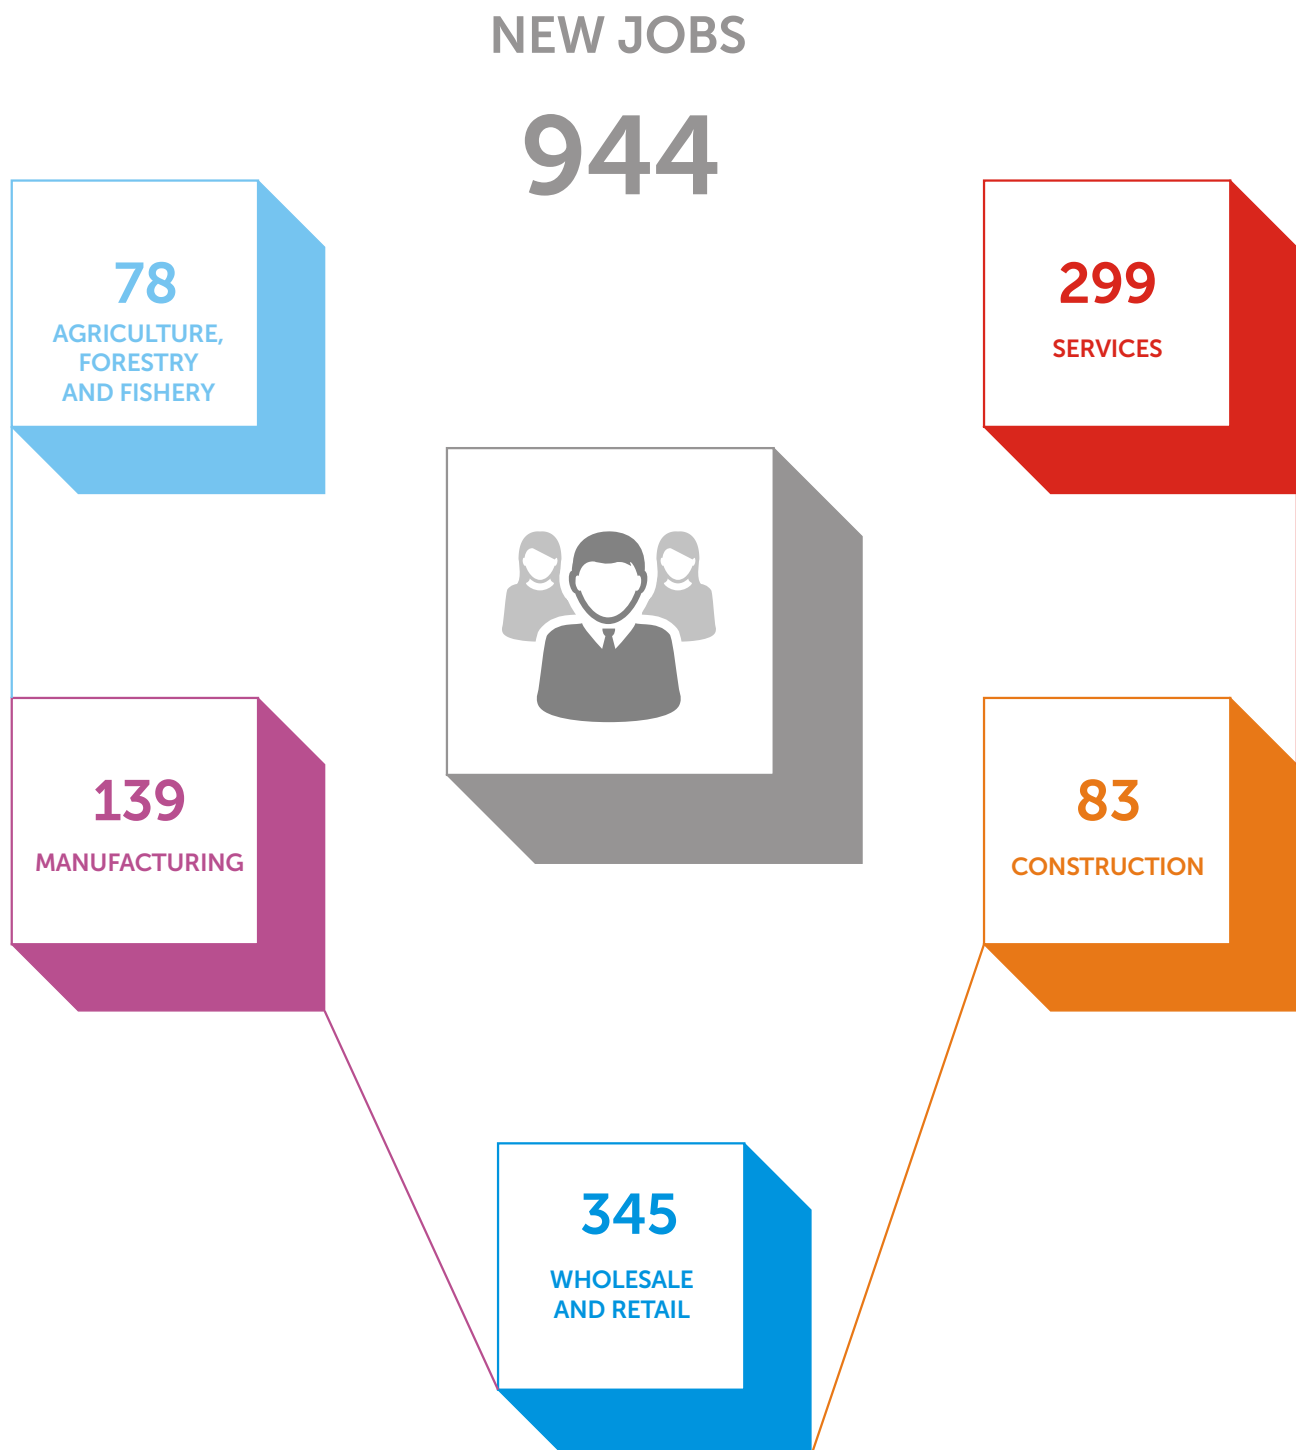 NEW JOBS
944
78
AGRICULTURE,
FORESTRY
AND FISHERY
299
SERVICES
139
MANUFACTURING
83
CONSTRUCTION
345
WHOLESALE
AND RETAIL